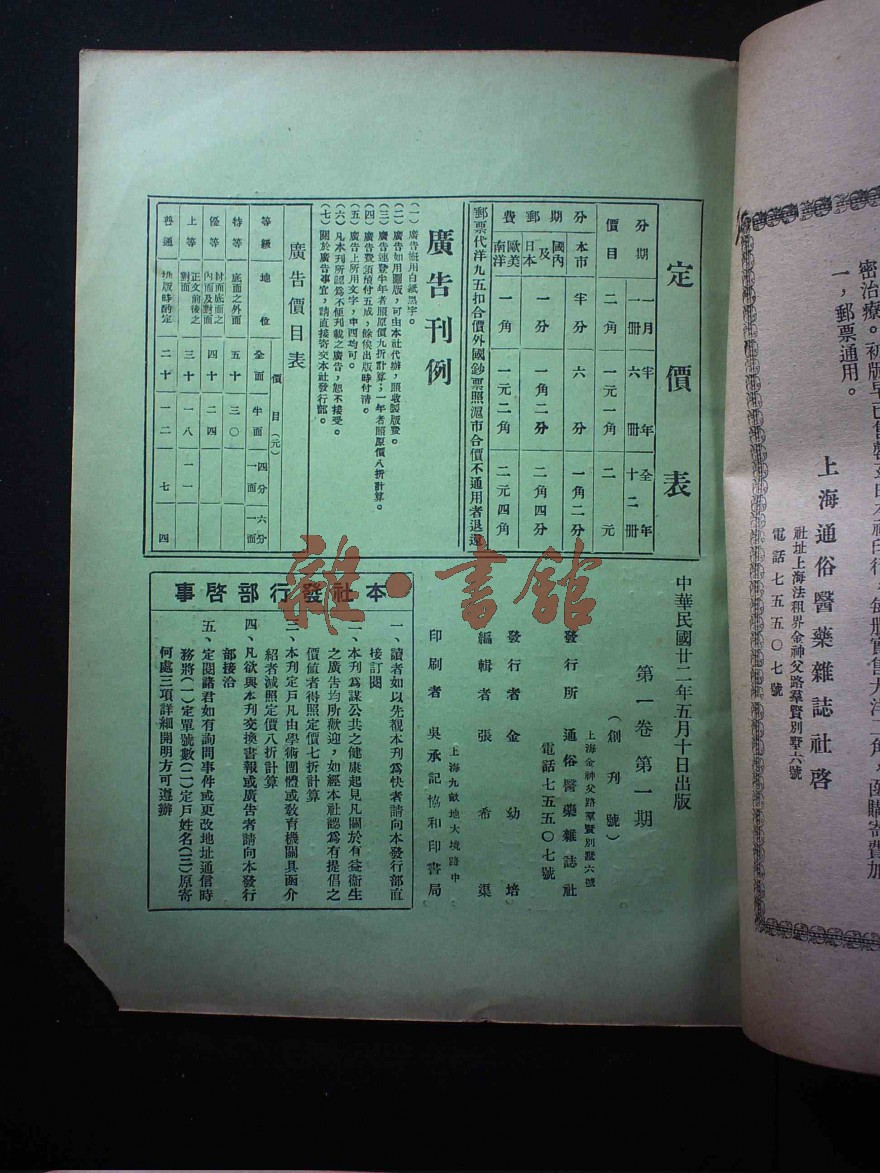 密治療。初版早已售罄
一，郵票通用。
上海通俗醫藥雜誌社啓
社址上海法租界金神父路羣賢別墅六號
電話七五五〇七號
定價表
分期 一月 半年 全年
一冊 六冊 十二冊
價目 二角 一元一角 二元
分期郵費
本市 半分 六分 一角二分
國內及日本 一分 一角二分 二角四分
歐美南洋 一角 一元二角 二元四角
郵票代洋九五扣合價外國鈔票照滬市合價不通用者退還
廣告刊例
(一)廣告概用白紙黑字。
(二)廣告如用圖版，可由本社代辦，照收製版費。
(三)廣告連登半年者照原價九折計算；一年者照原價八折計算。
(四)廣告費須預付五成，餘俟出版時付清。
(五)廣告上所用文字，中西均可。
(六)凡本刊所認為不便刊載之廣告，恕不接受。
(七)關於廣告事宜，請直接寄交本社發行部。
廣告價目表
等級 地位 價目(元)
全面 半面 四分一面 六分一面
特等 底面之外面 五十 三〇
優等 封面底面之內面及對面 四十 二四
上等 正文前後之對面 三十 一八 一一
普通 排版時酌定 二十 一二 七 四
中華民國廿二年五月十日出版
第一卷第一期
(創刊號)
上海金神父路羣賢別墅六號
發行所 通俗醫藥雜誌社
電話七五五〇七號
發行者 金幼培
編輯者 張希渠
上海九畝地大境路中
印刷者 吳承記協和印書局
本社發行部啓事
一、讀者如以先覩本刊為快者請向本發行部直
接訂閱
二、本刊為謀公共之健康起見凡關於有益衞生
之廣告均所歡迎，如經本社認為有提倡之
價値者得照定價七折計算
三、本刊定戶凡由學術團體或敎育機關具函介
紹者減照定價八折計算
四、凡欲與本刊交換書報或廣告者請向本發行
部接洽
五、定閱諸君如有詢問事件或更改地址通信時
務將(一)定單號數(二)定戶姓名(三)原寄
何處三項詳細開明方可遵辦
雜·書館